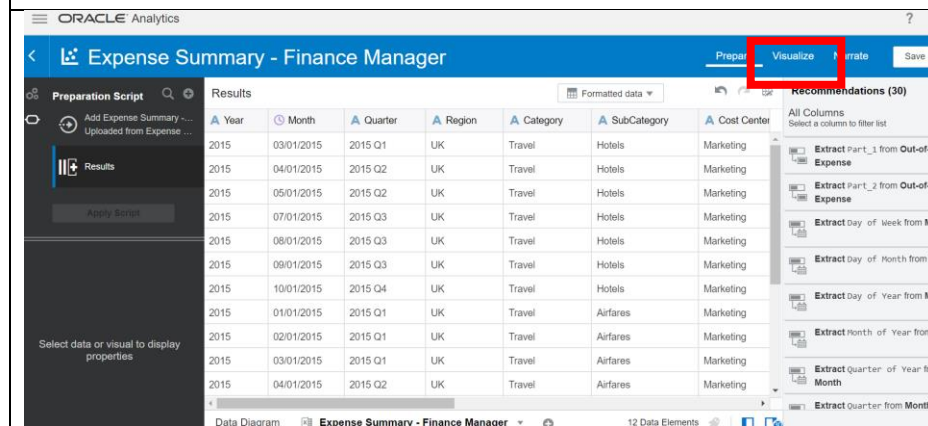 ORACLE Analytics
?
Expense Summary - Finance Manager
Prepar Visualize Narrate Save
Preparation Script
Add Expense Summary -...
Uploaded from Expense ...
Results
Apply Script
Select data or visual to display
properties
Results Formatted data
A Year Month A Quarter A Region A Category A SubCategory A Cost Center
2015 03/01/2015 2015 Q1 UK Travel Hotels Marketing
2015 04/01/2015 2015 Q2 UK Travel Hotels Marketing
2015 05/01/2015 2015 Q2 UK Travel Hotels Marketing
2015 07/01/2015 2015 Q3 UK Travel Hotels Marketing
2015 08/01/2015 2015 Q3 UK Travel Hotels Marketing
2015 09/01/2015 2015 Q3 UK Travel Hotels Marketing
2015 10/01/2015 2015 Q4 UK Travel Hotels Marketing
2015 01/01/2015 2015 Q1 UK Travel Airfares Marketing
2015 02/01/2015 2015 Q1 UK Travel Airfares Marketing
2015 03/01/2015 2015 Q1 UK Travel Airfares Marketing
2015 04/01/2015 2015 Q2 UK Travel Airfares Marketing
Data Diagram Expense Summary - Finance Manager 12 Data Elements
Recommendations (30)
All Columns
Select a column to filter list
Extract Part_1 from Out-of-
Expense
Extract Part_2 from Out-of-
Expense
Extract Day of Week from M
Extract Day of Month from
Extract Day of Year from M
Extract Month of Year from
Extract Quarter of Year f
Month
Extract Quarter from Month